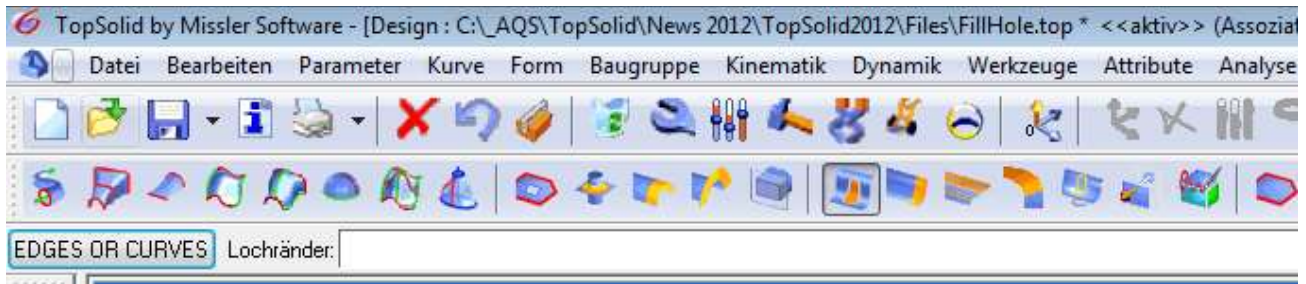 TopSolid by Missler Software - [Design : C:\_AQS\TopSolid\News 2012\TopSolid2012\Files\FillHole.top * <<aktiv>> (Assoziat
Datei Bearbeiten Parameter Kurve Form Baugruppe Kinematik Dynamik Werkzeuge Attribute Analyse
EDGES OR CURVES Lochränder: